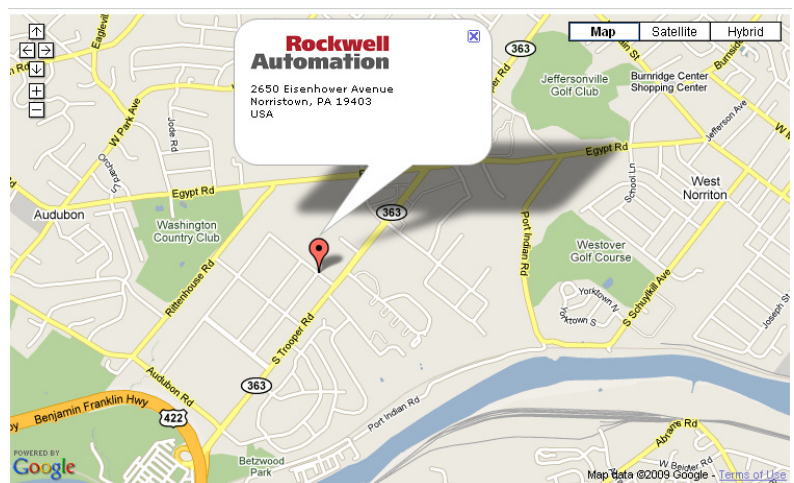 Rockwell
Automation
2650 Eisenhower Avenue
Norristown, PA 19403
USA
Map
Satellite
Hybrid
363
Eagleville
W Park Ave
Jode Rd
Orchard Ln
Egypt Rd
Audubon
Washington
Country Club
Rittenhouse Rd
363
S Trooper Rd
363
Audubon Rd
Benjamin Franklin Hwy
422
Jeffersonville
Golf Club
Burnridge Center
Shopping Center
Jefferson Ave
Egypt Rd
School Ln
West
Norriton
Port Indian Rd
Westover
Golf Course
Yorktown N
Yorktown S
S Schuylkill Ave
Joseph St
Port Indian Rd
Betzwood
Park
Abrams Rd
W Beidler Rd
POWERED BY
Google
Map data ©2009 Google - Terms of Use